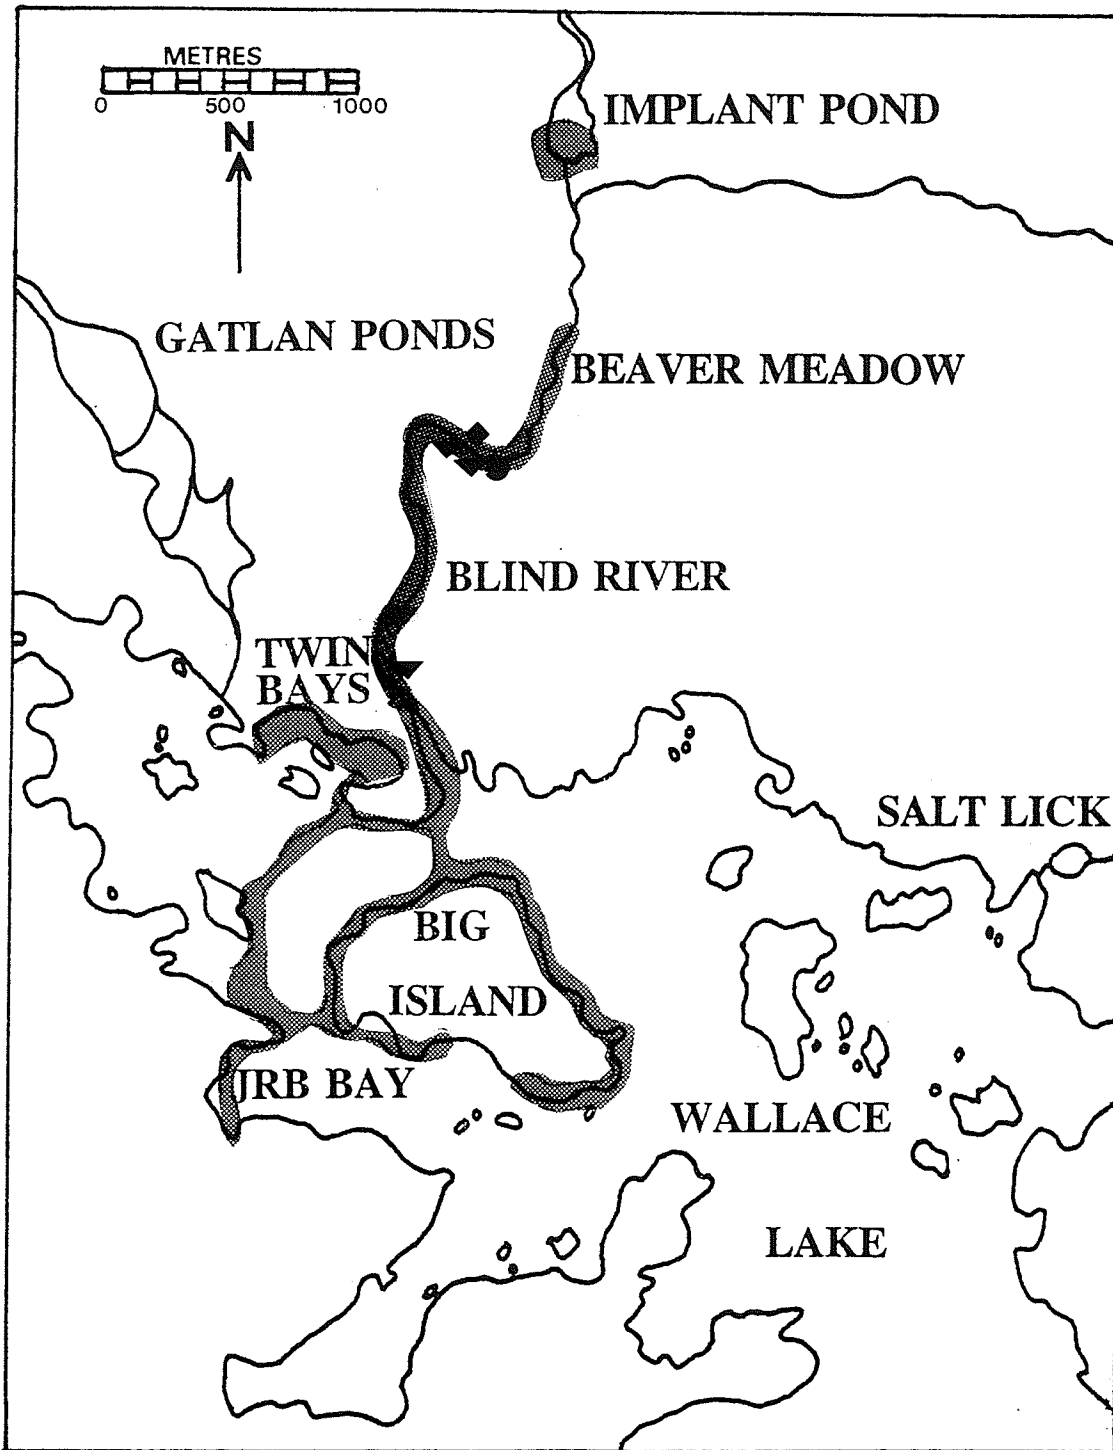 METRES
0 500 1000
N
IMPLANT POND
GATLAN PONDS
BEAVER MEADOW
BLIND RIVER
TWIN
BAYS
SALT LICK
BIG
ISLAND
JRB BAY
WALLACE
LAKE